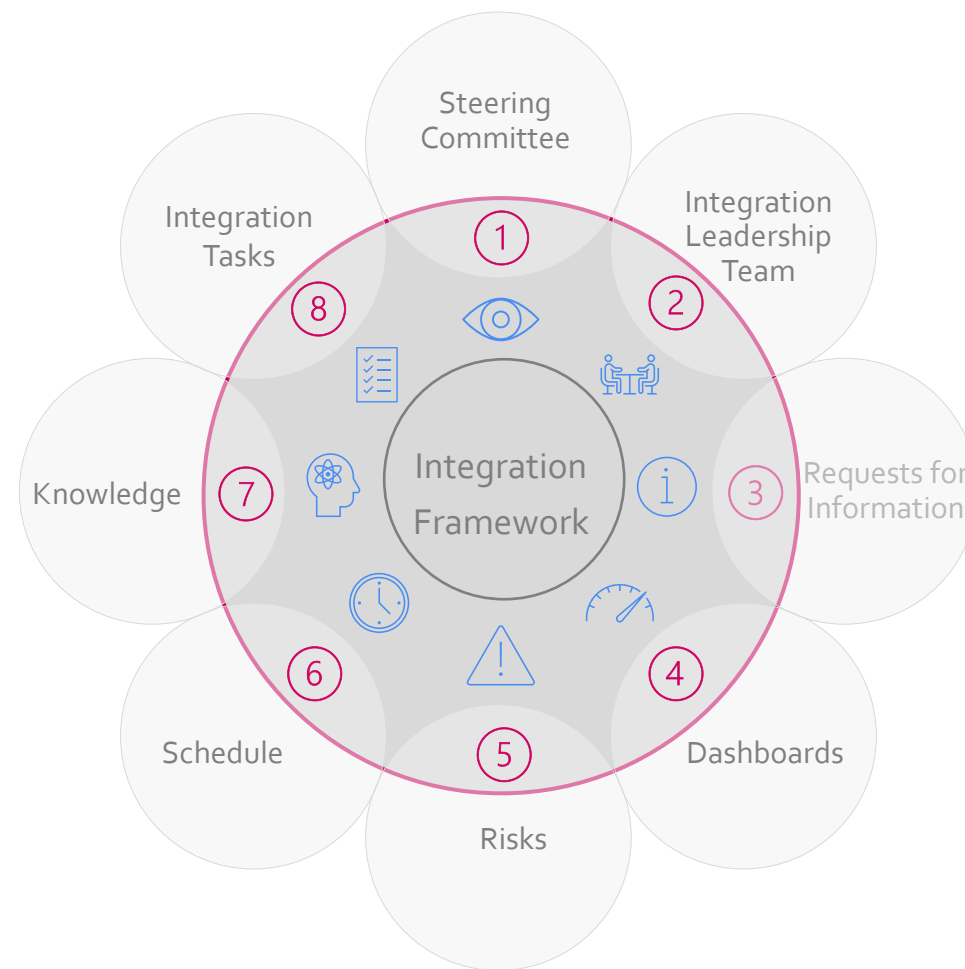 Steering
Committee
1
Integration
Leadership
Team
2
Requests for
Information
3
Dashboards
4
Risks
5
Schedule
6
Knowledge
7
Integration
Tasks
8
Integration
Framework